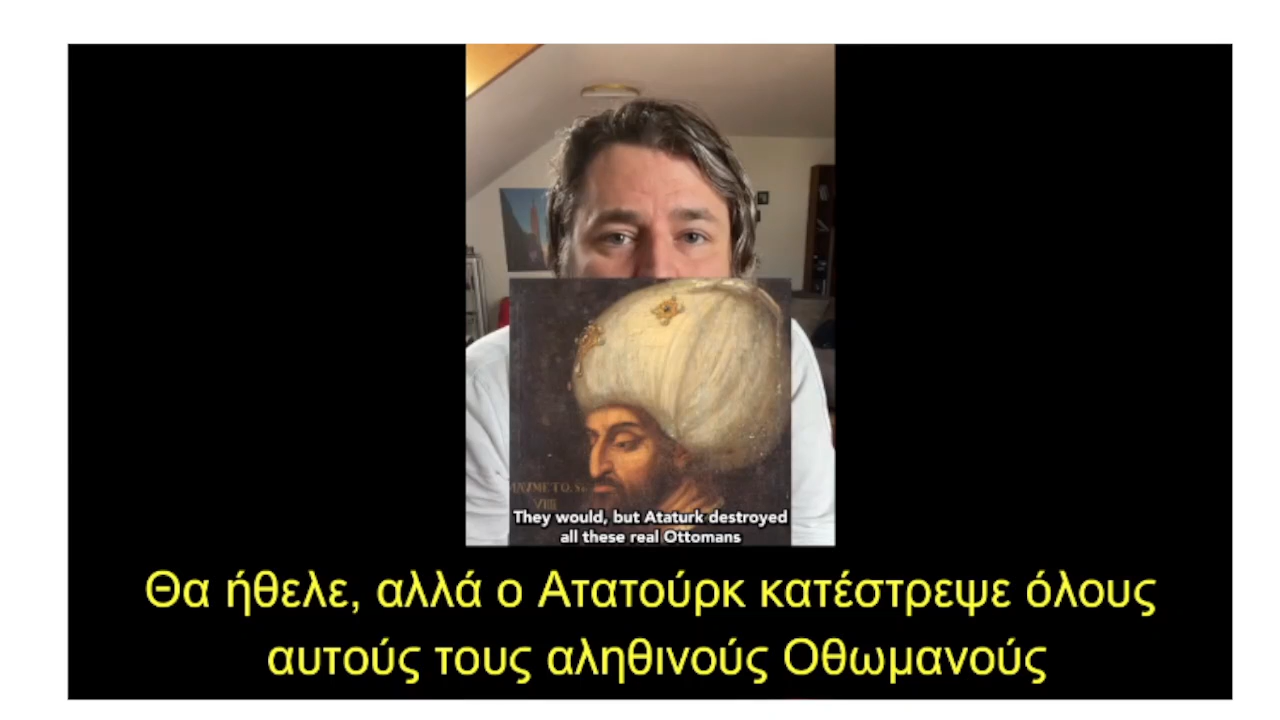 They would, but Ataturk destroyed
all these real Ottomans
Θα ήθελε, αλλά ο Ατατούρκ κατέστρεψε όλους
αυτούς τους αληθινούς Οθωμανούς